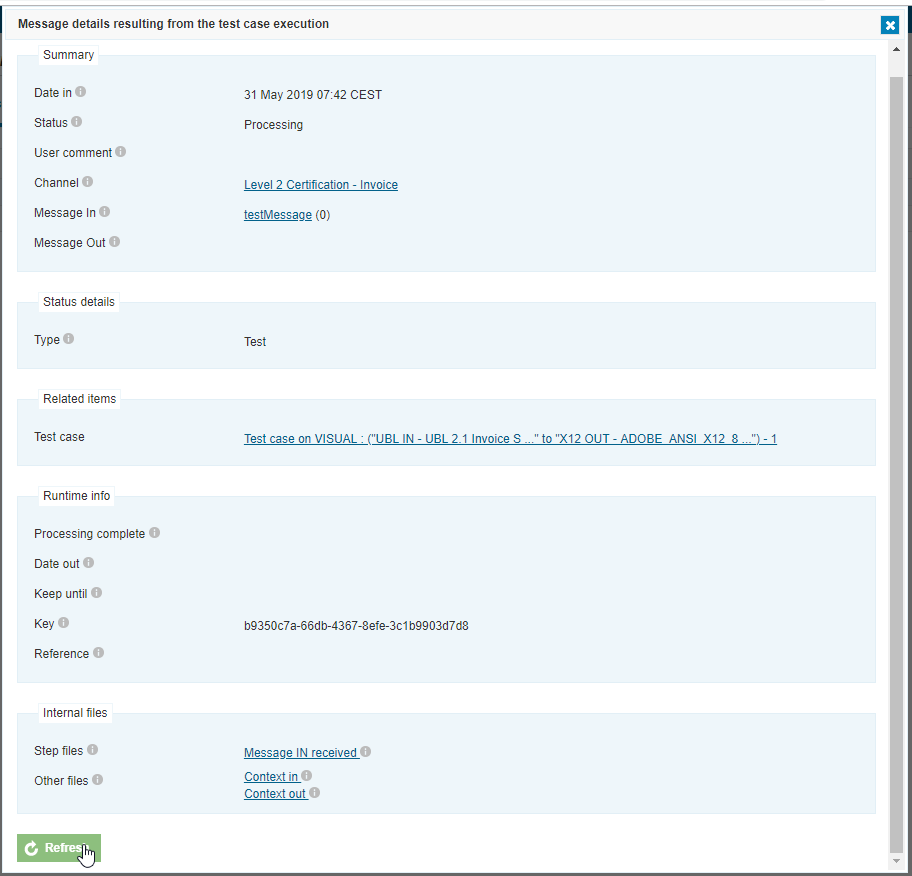 Message details resulting from the test case execution
Summary
Date in
31 May 2019 07:42 CEST
Status
Processing
User comment
Channel
Level 2 Certification - Invoice
Message In
testMessage (0)
Message Out
Status details
Type
Test
Related items
Test case
Test case on VISUAL : ("UBL IN - UBL 2.1 Invoice S ..." to "X12 OUT - ADOBE_ANSI_X12_8 ...") - 1
Runtime info
Processing complete
Date out
Keep until
Key
b9350c7a-66db-4367-8efe-3c1b9903d7d8
Reference
Internal files
Step files
Message IN received
Other files
Context in
Context out
Refresh